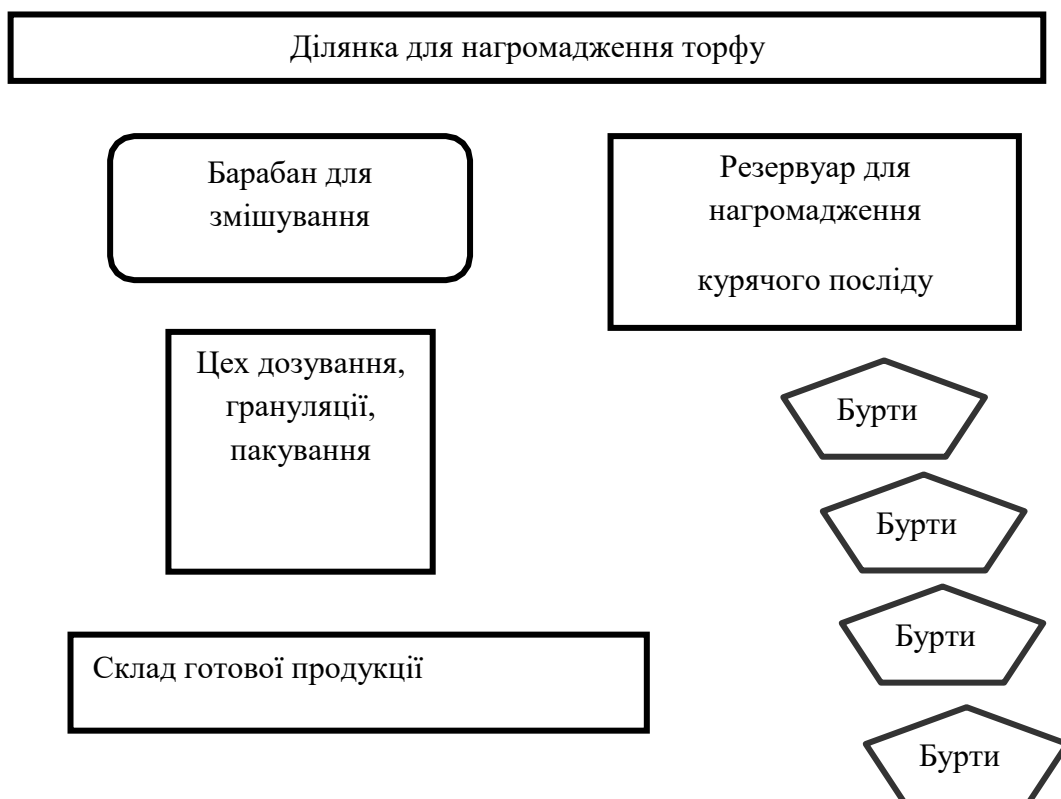 Ділянка для нагромадження торфу
Барабан для
змішування
Резервуар для
нагромадження
курячого посліду
Цех дозування,
грануляції,
пакування
Бурти
Бурти
Бурти
Склад готової продукції
Бурти